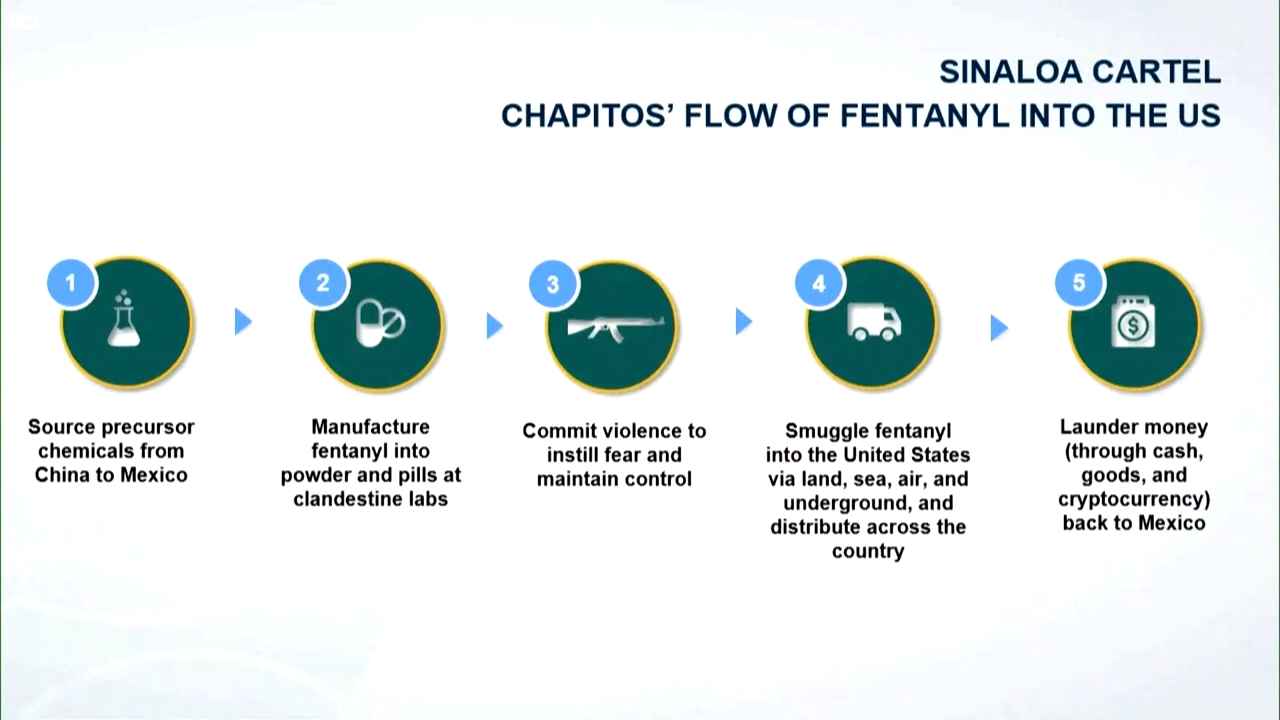 SINALOA CARTEL
CHAPITOS’ FLOW OF FENTANYL INTO THE US
1
Source precursor
chemicals from
China to Mexico
2
Manufacture
fentanyl into
powder and pills at
clandestine labs
3
Commit violence to
instill fear and
maintain control
4
Smuggle fentanyl
into the United States
via land, sea, air, and
underground, and
distribute across the
country
5
$
Launder money
(through cash,
goods, and
cryptocurrency)
back to Mexico